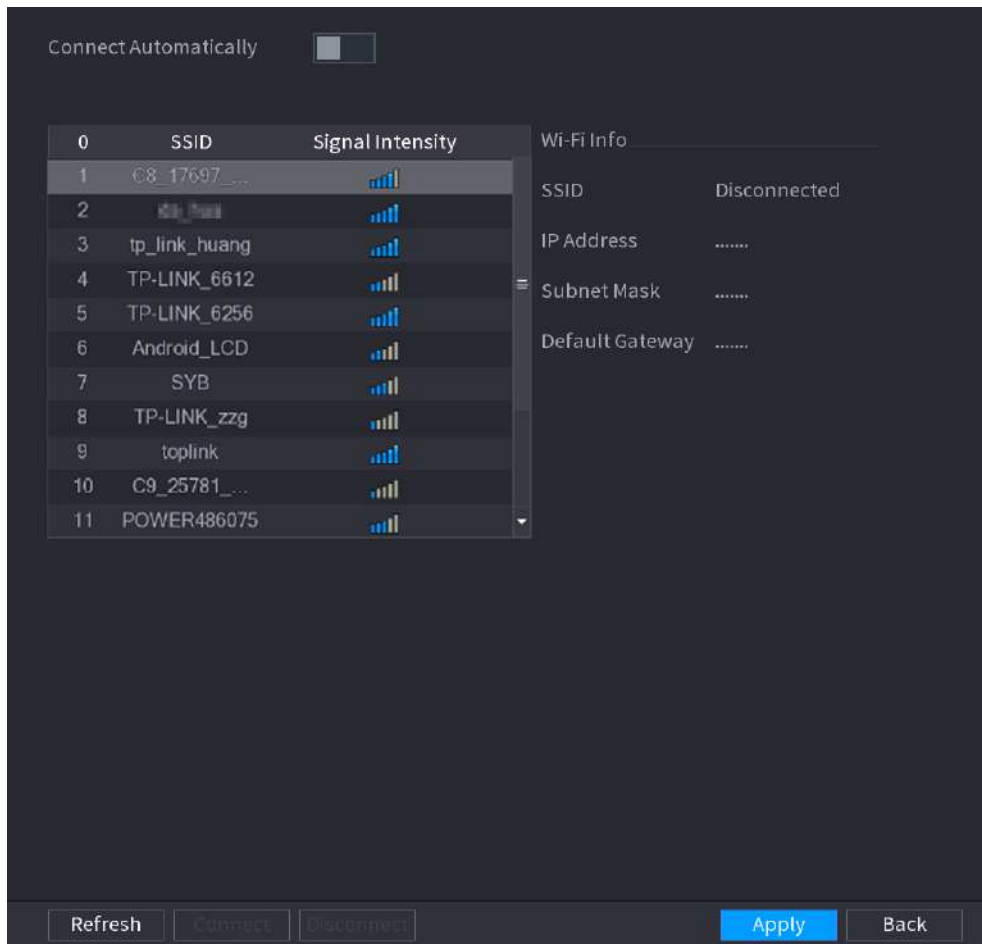 Connect Automatically
0 SSID Signal Intensity
1 C8_17697_...
2
3 tp_link_huang
4 TP-LINK_6612
5 TP-LINK_6256
6 Android_LCD
7 SYB
8 TP-LINK_zzg
9 toplink
10 C9_25781_...
11 POWER486075
Wi-Fi Info
SSID Disconnected
IP Address .......
Subnet Mask .......
Default Gateway .......
Refresh Connect Disconnect Apply Back